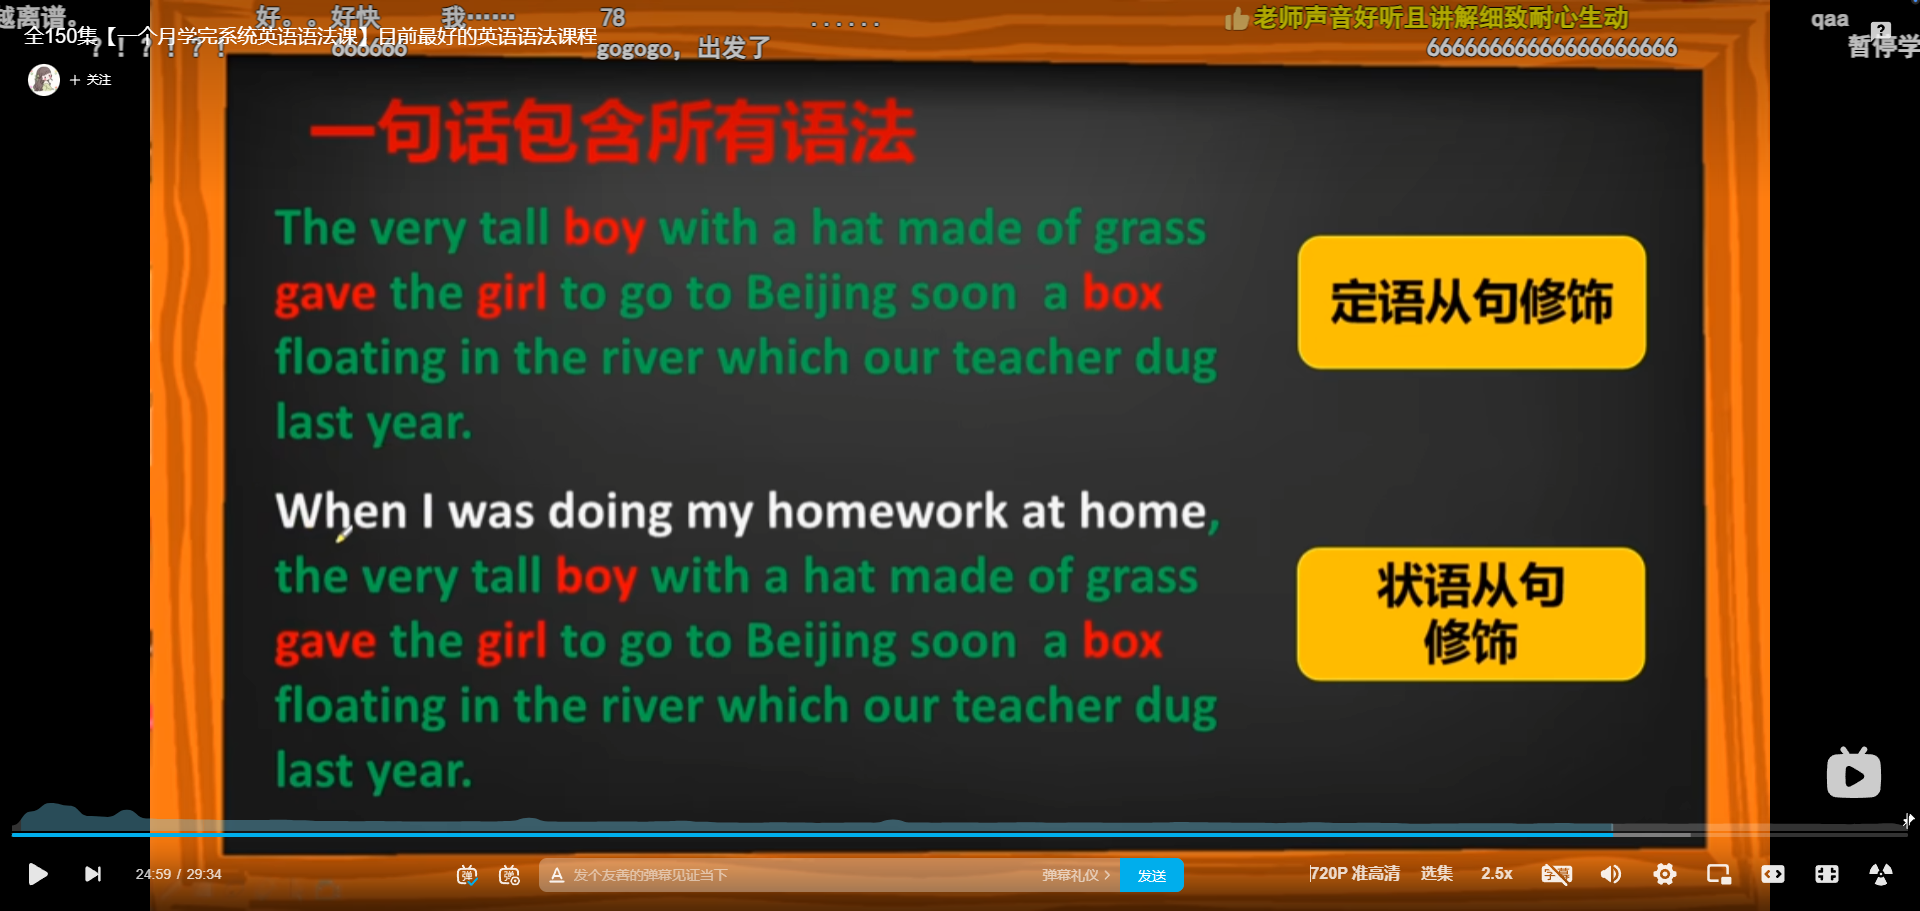 越离谱。
好。。好快
我……
78
......
老师声音好听且讲解细致耐心生动
qaa
全150集【一个月学完系统英语语法课】目前最好的英语语法课程
？！？！？！
666666
gogogo，出发了
66666666666666666666
暂停学
+ 关注
一句话包含所有语法
The very tall boy with a hat made of grass
gave the girl to go to Beijing soon a box
floating in the river which our teacher dug
last year.
定语从句修饰
When I was doing my homework at home,
the very tall boy with a hat made of grass
gave the girl to go to Beijing soon a box
floating in the river which our teacher dug
last year.
状语从句
修饰
24:59 / 29:34
发个友善的弹幕见证当下
弹幕礼仪 >
发送
720P 准高清
选集
2.5x